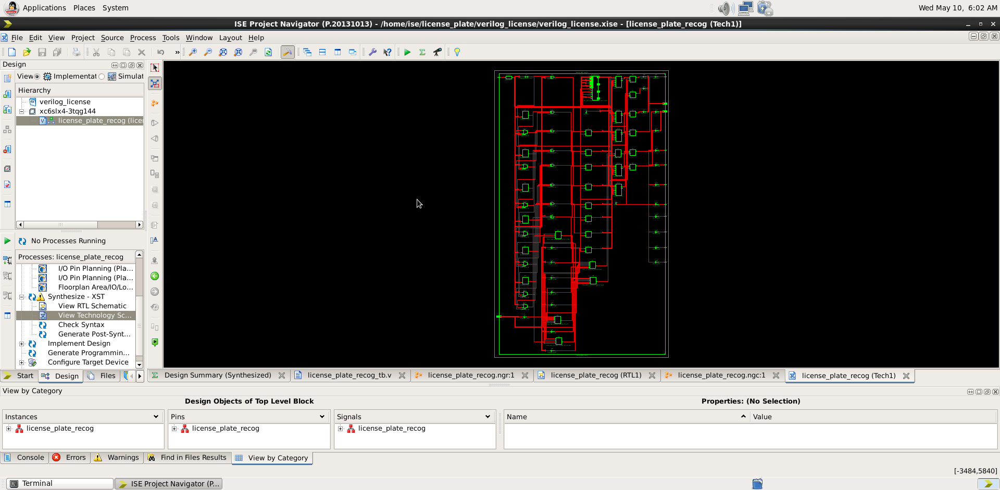 Applications Places System Wed May 10, 6:02 AM
ISE Project Navigator (P.20131013) - /home/ise/license_plate/verilog_license/verilog_license.xise - [license_plate_recog (Tech1)]
File Edit View Project Source Process Tools Window Layout Help
»
Design
View Implementat Simulat
Hierarchy
verilog_license
xc6slx4-3tqg144
license_plate_recog (lice
No Processes Running
Processes: license_plate_recog
I/O Pin Planning (Pla...
I/O Pin Planning (Pla...
Floorplan Area/IO/Lo...
Synthesize - XST
View RTL Schematic
View Technology Sc...
Check Syntax
Generate Post-Synt...
Implement Design
Generate Programmin...
Configure Target Device
Start Design Files
Design Summary (Synthesized) license_plate_recog_tb.v license_plate_recog.ngr:1 license_plate_recog (RTL1) license_plate_recog.ngc:1 license_plate_recog (Tech1)
View by Category
Design Objects of Top Level Block Properties: (No Selection)
Instances Pins Signals Name Value
license_plate_recog license_plate_recog license_plate_recog
Console Errors Warnings Find in Files Results View by Category
[-3484,5840]
Terminal ISE Project Navigator (P...